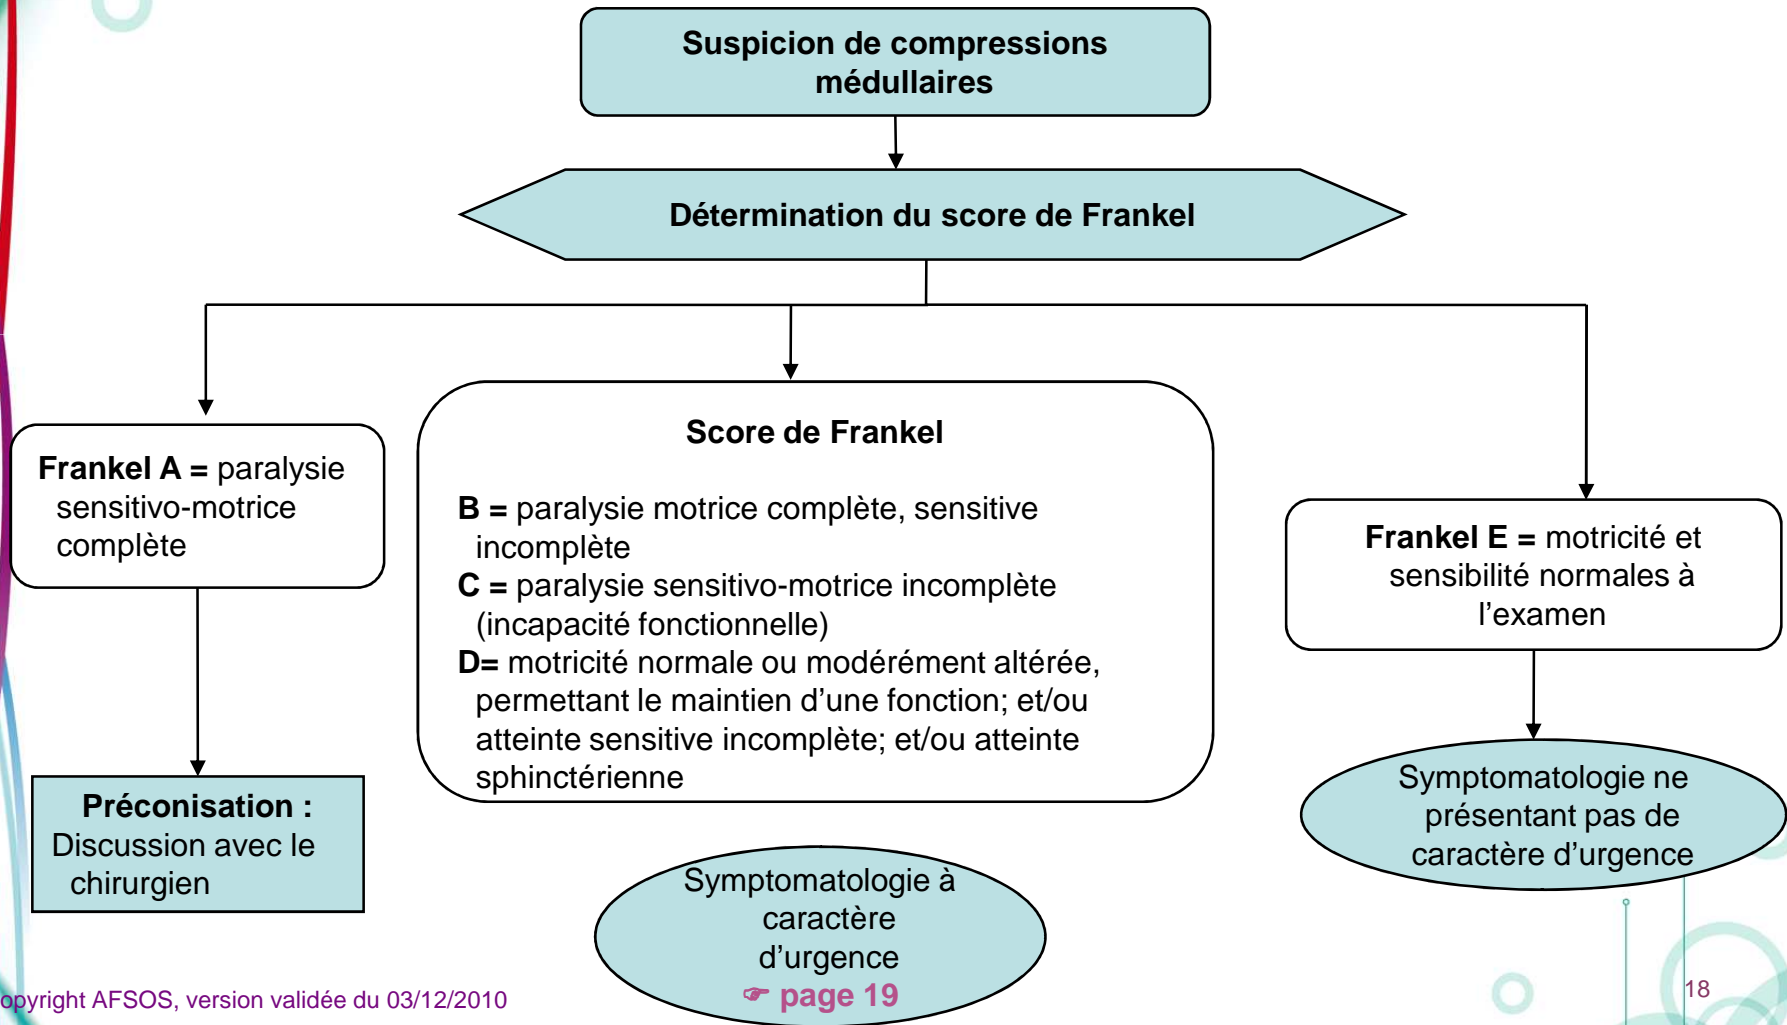 Suspicion de compressions
médullaires
Détermination du score de Frankel
Frankel A = paralysie
sensitivo-motrice
complète
Score de Frankel
B = paralysie motrice complète, sensitive
incomplète
C = paralysie sensitivo-motrice incomplète
(incapacité fonctionnelle)
D= motricité normale ou modérément altérée,
permettant le maintien d’une fonction; et/ou
atteinte sensitive incomplète; et/ou atteinte
sphinctérienne
Frankel E = motricité et
sensibilité normales à
l’examen
Préconisation :
Discussion avec le
chirurgien
Symptomatologie à
caractère
d’urgence
☞ page 19
Symptomatologie ne
présentant pas de
caractère d’urgence
opyright AFSOS, version validée du 03/12/2010
18